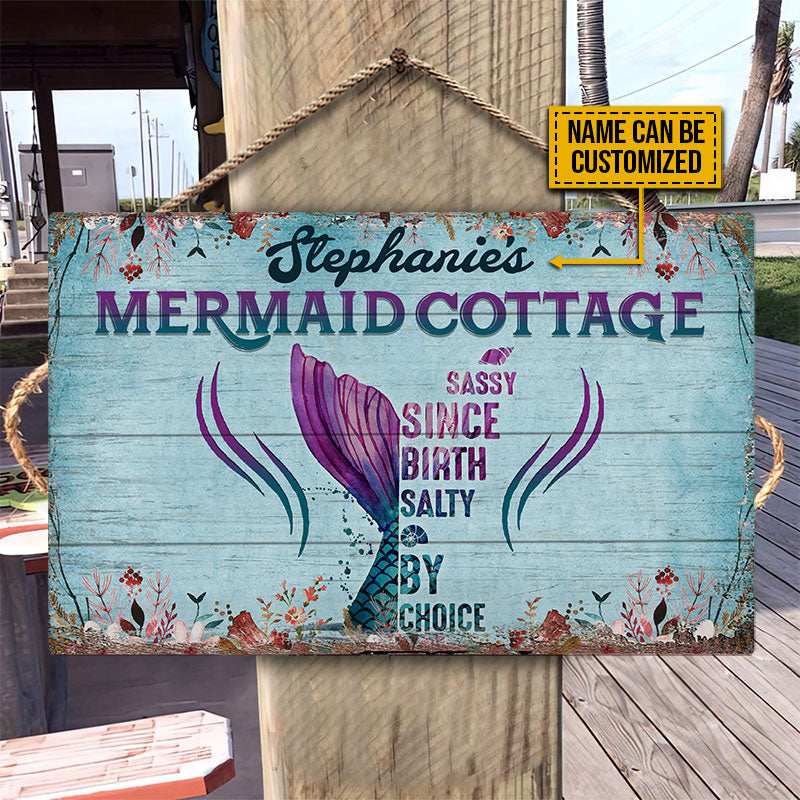 NAME CAN BE
CUSTOMIZED
Stephanie's
MERMAID COTTAGE
SASSY
SINCE
BIRTH
SALTY
BY
CHOICE